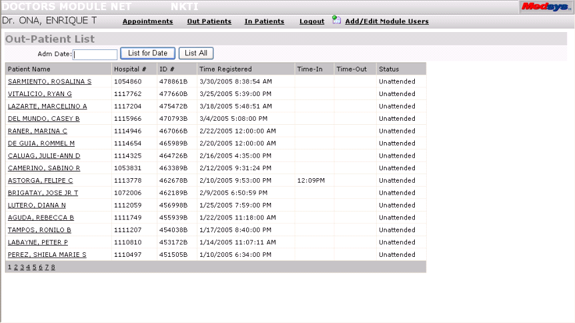 DOCTORS MODULE NET NKTI Medsys
Dr. ONA, ENRIQUE T Appointments Out Patients In Patients Logout Add/Edit Module Users
Out-Patient List
Adm Date: List for Date List All
Patient Name Hospital # ID # Time Registered Time-In Time-Out Status
SARMIENTO, ROSALINA S 1054860 478861B 3/30/2005 8:38:54 AM Unattended
VITALICIO, RYAN G 1117762 477660B 3/25/2005 5:39:00 PM Unattended
LAZARTE, MARCELINO A 1117204 475472B 3/18/2005 5:48:51 AM Unattended
DEL MUNDO, CASEY B 1115966 470793B 3/4/2005 5:08:00 PM Unattended
RANER, MARINA C 1114946 467066B 2/22/2005 12:00:00 AM Unattended
DE GUIA, ROMMEL M 1114654 465989B 2/20/2005 12:00:00 AM Unattended
CALUAG, JULIE-ANN D 1114325 464726B 2/16/2005 4:35:00 PM Unattended
CAMERINO, SABINO R 1053831 463389B 2/12/2005 9:31:24 PM Unattended
ASTORGA, FELIPE C 1113778 462678B 2/10/2005 9:53:00 PM 12:09PM Unattended
BRIGATAY, JOSE JR T 1072006 462189B 2/9/2005 6:50:59 PM Unattended
LUTERO, DIANA N 1112059 456998B 1/25/2005 7:59:00 PM Unattended
AGUDA, REBECCA B 1111749 455939B 1/22/2005 11:18:00 AM Unattended
TAMPOS, RONILO B 1111207 454038B 1/17/2005 8:40:00 PM Unattended
LABAYNE, PETER P 1110810 453172B 1/14/2005 11:07:11 AM Unattended
PEREZ, SHIELA MARIE S 1110497 451505B 1/10/2005 6:34:00 PM Unattended
1 2 3 4 5 6 7 8